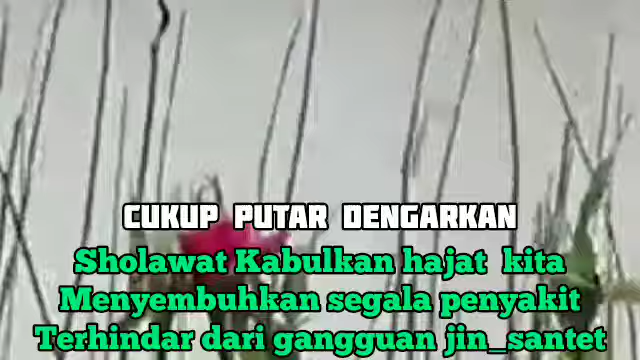 CUKUP PUTAR DENGARKAN
Sholawat Kabulkan hajat kita
Menyembuhkan segala penyakit
Terhindar dari gangguan jin_santet